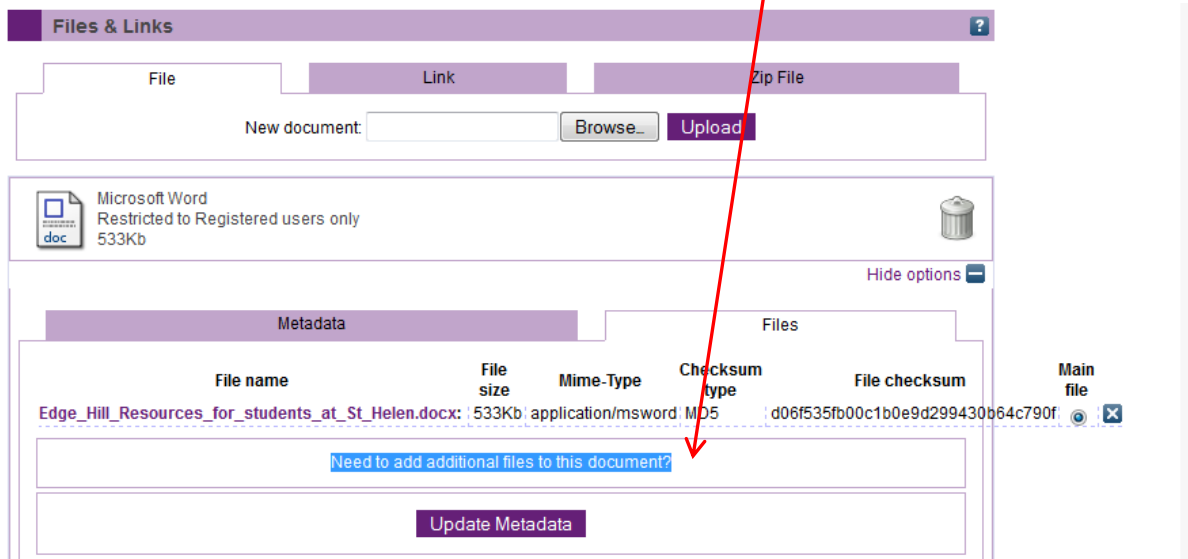 Files & Links
?
File
Link
Zip File
New document:
Browse...
Upload
Microsoft Word
Restricted to Registered users only
533Kb
doc
Hide options
Metadata
Files
File name
File size
Mime-Type
Checksum type
File checksum
Main file
Edge_Hill_Resources_for_students_at_St_Helen.docx: 533Kb application/msword MD5 d06f535fb00c1b0e9d299430b64c790f
Need to add additional files to this document?
Update Metadata